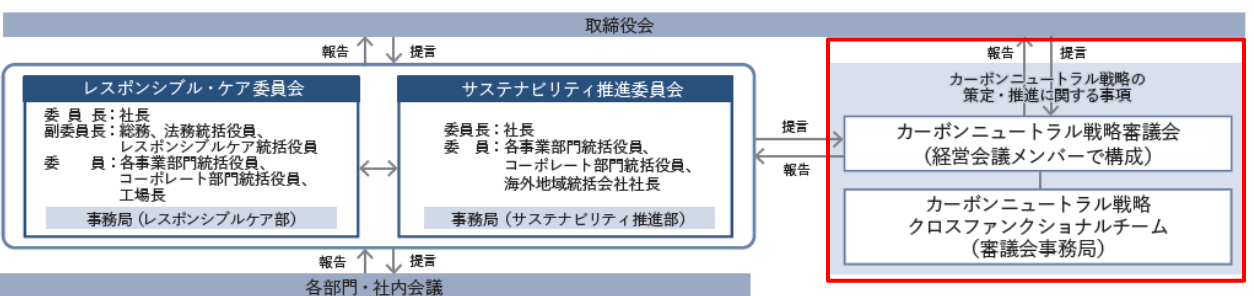 取締役会
報告
提言
レスポンシブル・ケア委員会
委員長：社長
副委員長：総務、法務統括役員、
レスポンシブルケア統括役員
委員：各事業部門統括役員、
コーポレート部門統括役員、
工場長
事務局（レスポンシブルケア部）
サステナビリティ推進委員会
委員長：社長
委員：各事業部門統括役員、
コーポレート部門統括役員、
海外地域統括会社社長
事務局（サステナビリティ推進部）
提言
報告
報告
提言
カーボンニュートラル戦略の
策定・推進に関する事項
カーボンニュートラル戦略審議会
（経営会議メンバーで構成）
カーボンニュートラル戦略
クロスファンクショナルチーム
（審議会事務局）
報告
提言
各部門・社内会議